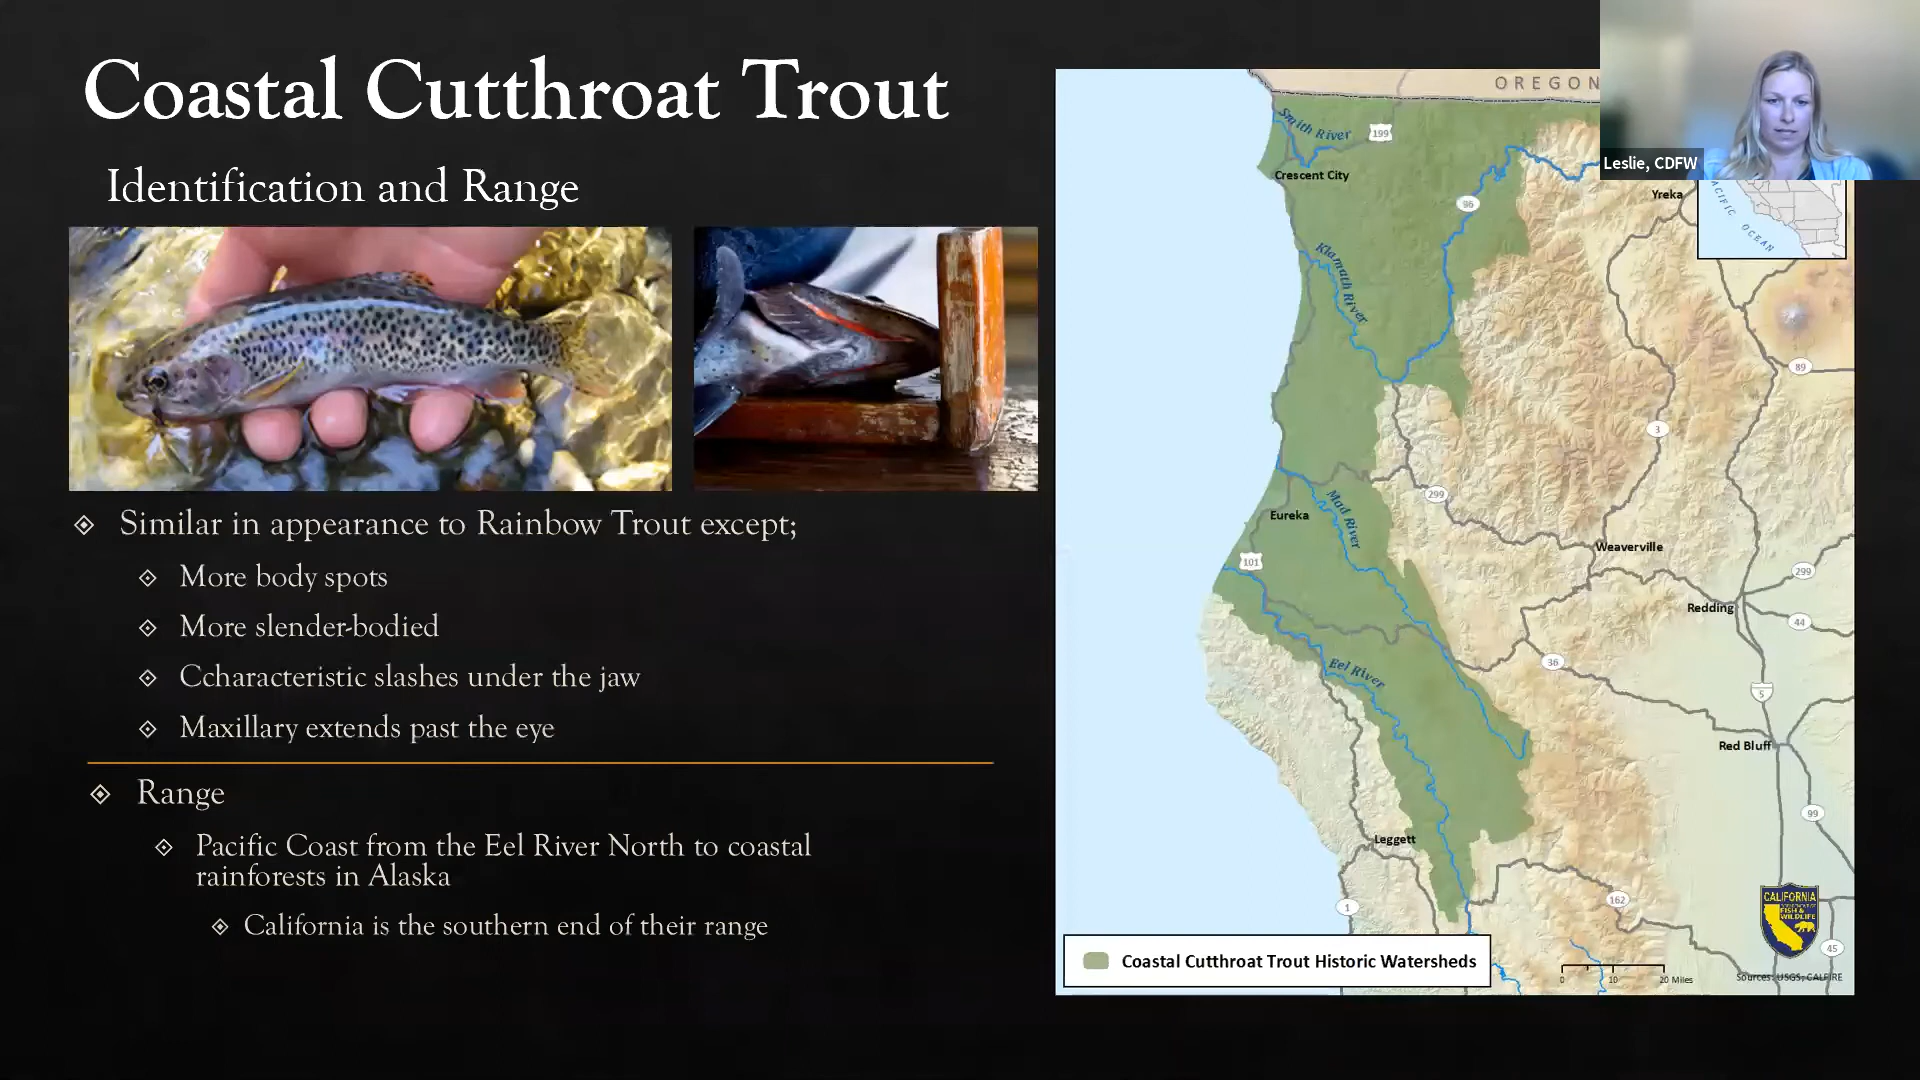 Coastal Cutthroat Trout
Identification and Range
Similar in appearance to Rainbow Trout except;
More body spots
More slender-bodied
Ccharacteristic slashes under the jaw
Maxillary extends past the eye
Range
Pacific Coast from the Eel River North to coastal
rainforests in Alaska
California is the southern end of their range
OREGON
Leslie, CDFW
Smith River
199
Crescent City
96
Yreka
ACIFIC OCEAN
Klamath River
89
3
299
Mad River
Eureka
101
Weaverville
299
Redding
44
36
Eel River
5
Red Bluff
99
Leggett
162
1
CALIFORNIA
FISH &
WILDLIFE
45
Coastal Cutthroat Trout Historic Watersheds
0 10 20 Miles
Sources: USGS, CALFIRE